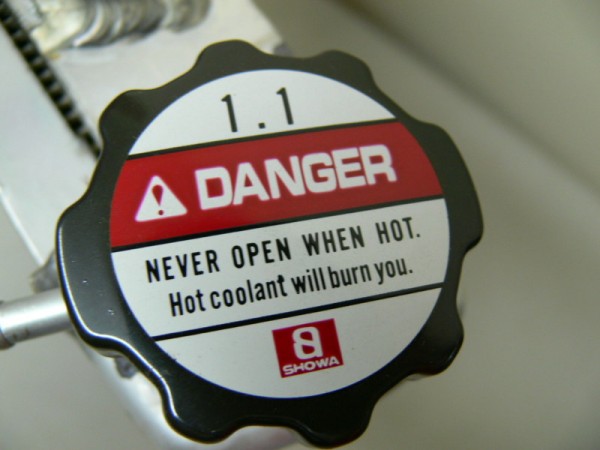 1.1
DANGER
NEVER OPEN WHEN HOT.
Hot coolant will burn you.
SHOWA